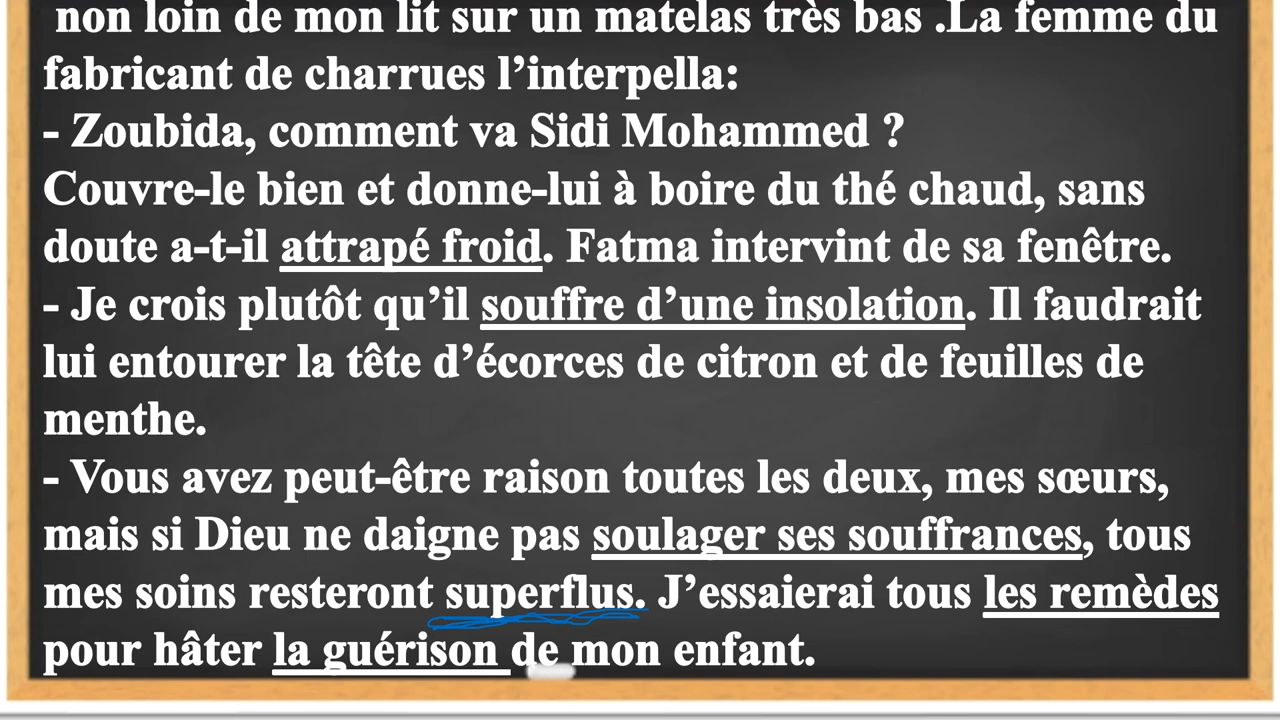 non loin de mon lit sur un matelas très bas .La femme du
fabricant de charrues l’interpella:
- Zoubida, comment va Sidi Mohammed ?
Couvre-le bien et donne-lui à boire du thé chaud, sans
doute a-t-il attrapé froid. Fatma intervint de sa fenêtre.
- Je crois plutôt qu’il souffre d’une insolation. Il faudrait
lui entourer la tête d’écorces de citron et de feuilles de
menthe.
- Vous avez peut-être raison toutes les deux, mes sœurs,
mais si Dieu ne daigne pas soulager ses souffrances, tous
mes soins resteront superflus. J’essaierai tous les remèdes
pour hâter la guérison de mon enfant.